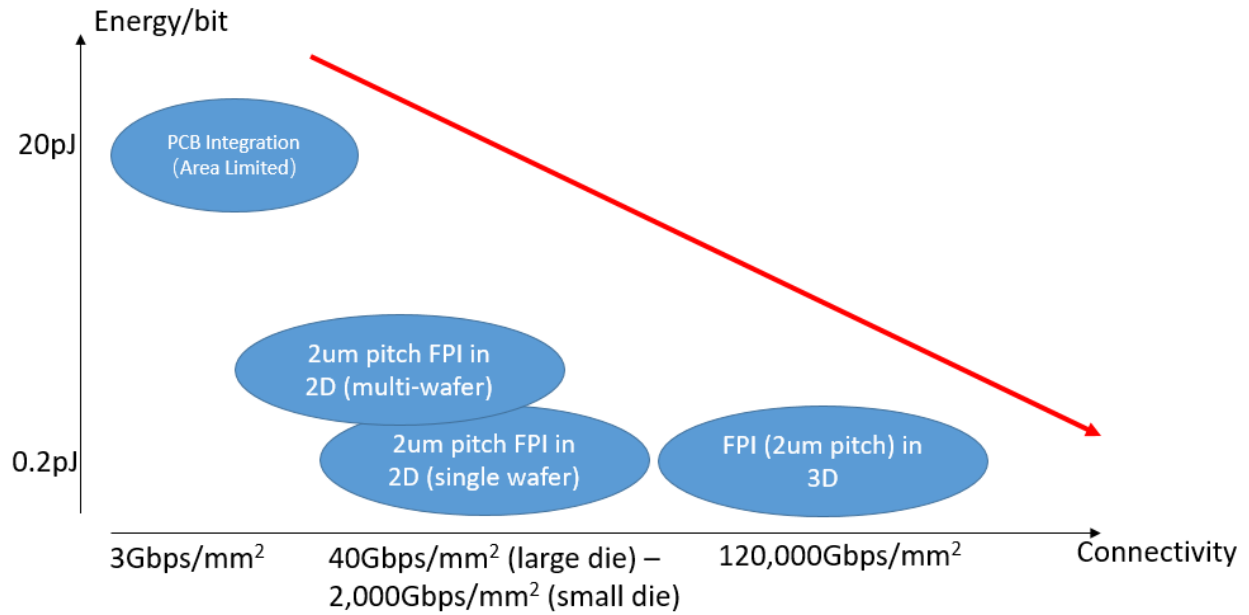 Energy/bit
20pJ
PCB Integration
(Area Limited)
2um pitch FPI in
2D (multi-wafer)
2um pitch FPI in
2D (single wafer)
FPI (2um pitch) in
3D
0.2pJ
3Gbps/mm²
40Gbps/mm² (large die) –
2,000Gbps/mm² (small die)
120,000Gbps/mm²
Connectivity